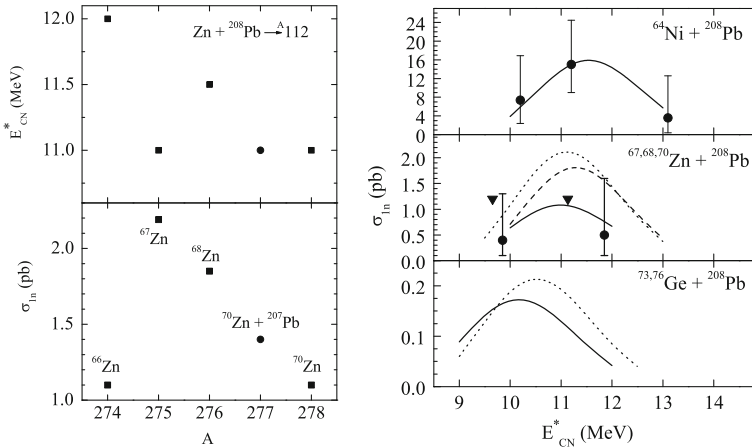 Zn + ²⁰⁸Pb → ᴬ112
12.0
11.5
11.0
E*CN (MeV)
⁶⁷Zn
⁶⁸Zn
⁷⁰Zn + ²⁰⁷Pb
⁶⁶Zn
⁷⁰Zn
2.0
1.5
1.0
σ1n (pb)
274 275 276 277 278
A
⁶⁴Ni + ²⁰⁸Pb
24
20
16
12
8
4
0
⁶⁷,⁶⁸,⁷⁰Zn + ²⁰⁸Pb
2.0
1.5
1.0
0.5
0.0
σ1n (pb)
⁷³,⁷⁶Ge + ²⁰⁸Pb
0.2
0.1
0.0
9 10 11 12 13 14
E*CN (MeV)